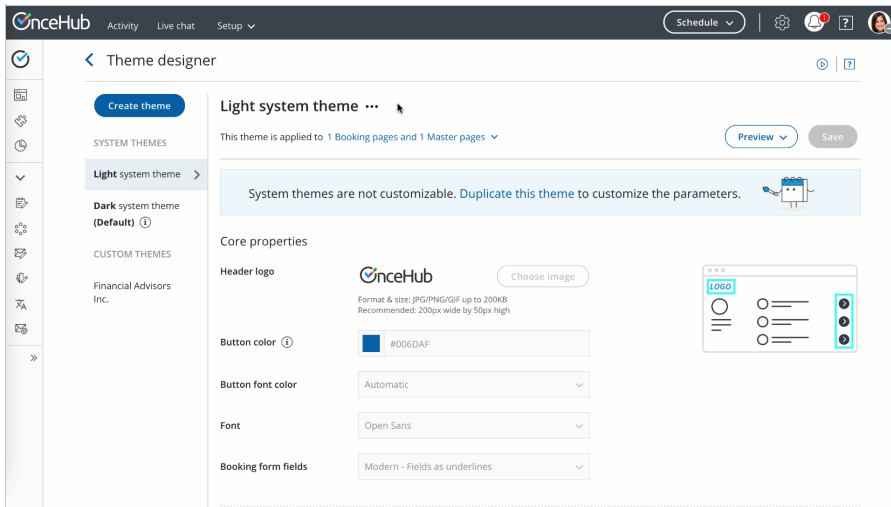 OnceHub Activity Live chat Setup Schedule 1 ?
Theme designer ?
Create theme
SYSTEM THEMES
Light system theme
Dark system theme
(Default) i
CUSTOM THEMES
Financial Advisors
Inc.
Light system theme ...
This theme is applied to 1 Booking pages and 1 Master pages
Preview Save
System themes are not customizable. Duplicate this theme to customize the parameters.
Core properties
Header logo
OnceHub
Choose image
Format & size: JPG/PNG/GIF up to 200KB
Recommended: 200px wide by 50px high
LOGO
Button color i
#006DAF
Button font color
Automatic
Font
Open Sans
Booking form fields
Modern - Fields as underlines